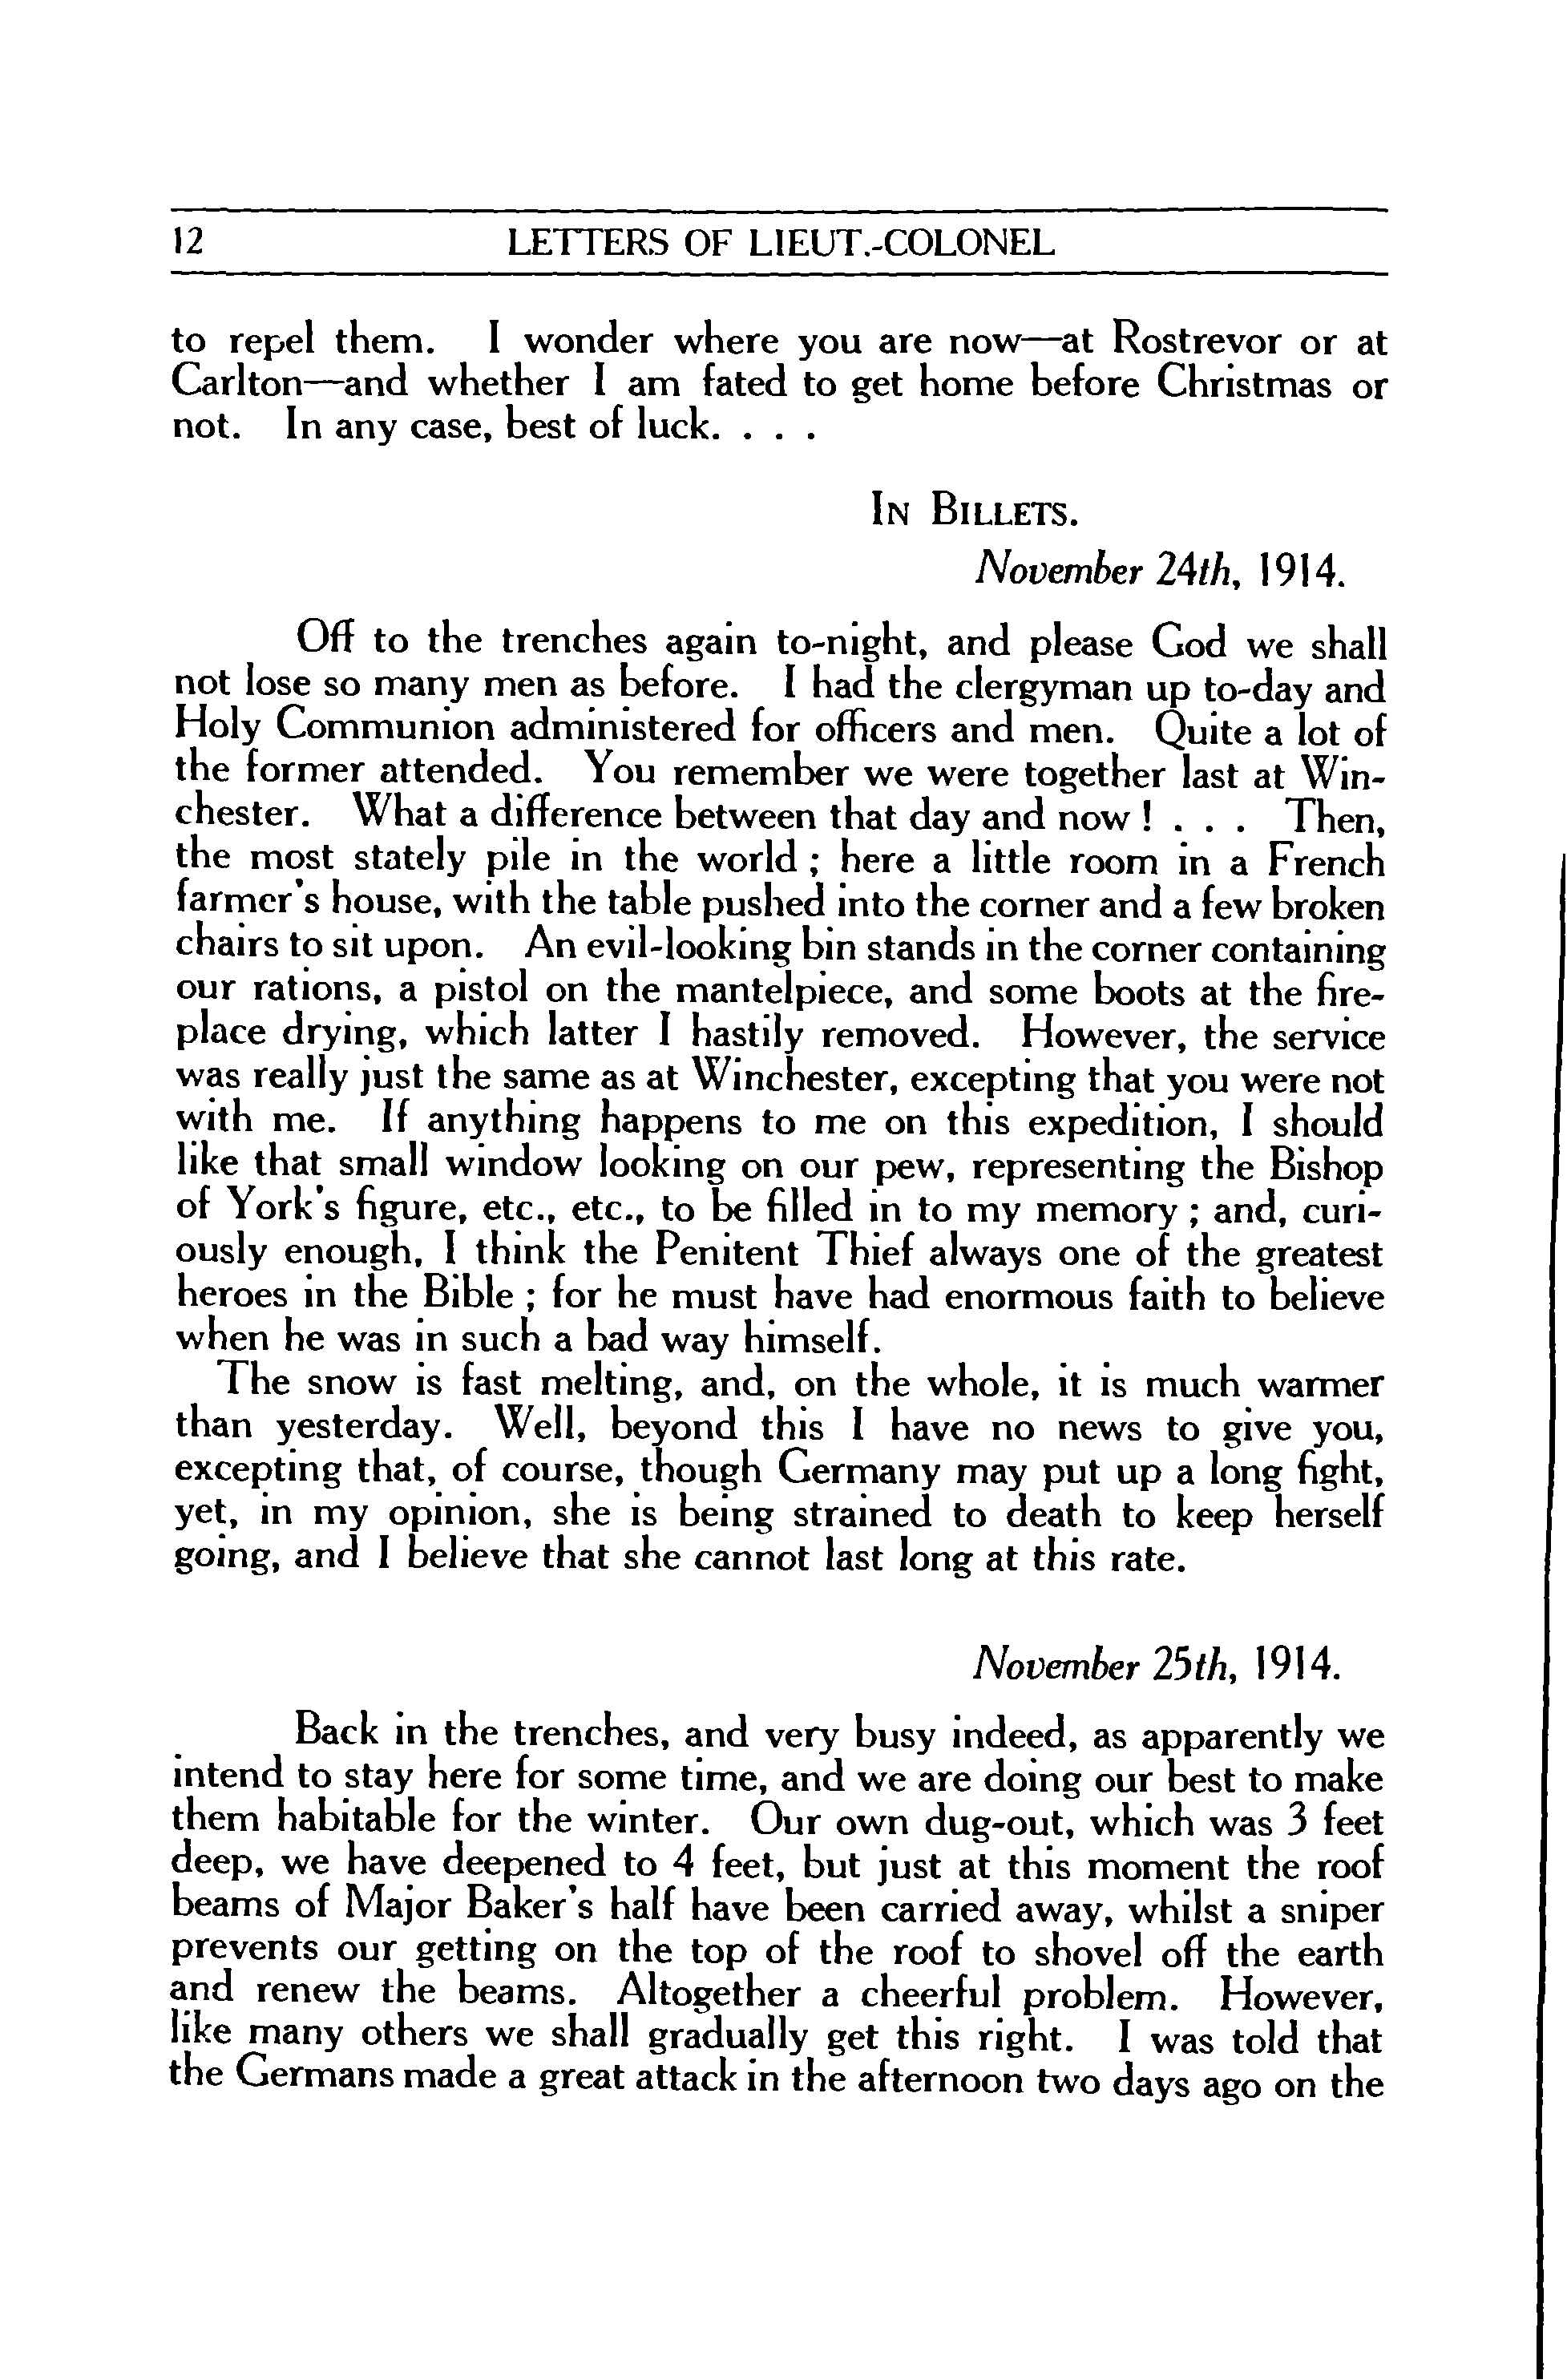 12 LETTERS OF LIEUT.-COLONEL
to repel them. I wonder where you are now—at Rostrevor or at
Carlton—and whether I am fated to get home before Christmas or
not. In any case, best of luck. . . .
IN BILLETS.
November 24th, 1914.
Off to the trenches again to-night, and please God we shall
not lose so many men as before. I had the clergyman up to-day and
Holy Communion administered for officers and men. Quite a lot of
the former attended. You remember we were together last at Win-
chester. What a difference between that day and now ! . . . Then,
the most stately pile in the world ; here a little room in a French
farmer's house, with the table pushed into the corner and a few broken
chairs to sit upon. An evil-looking bin stands in the corner containing
our rations, a pistol on the mantelpiece, and some boots at the fire-
place drying, which latter I hastily removed. However, the service
was really just the same as at Winchester, excepting that you were not
with me. If anything happens to me on this expedition, I should
like that small window looking on our pew, representing the Bishop
of York's figure, etc., etc., to be filled in to my memory ; and, curi-
ously enough, I think the Penitent Thief always one of the greatest
heroes in the Bible ; for he must have had enormous faith to believe
when he was in such a bad way himself.
The snow is fast melting, and, on the whole, it is much warmer
than yesterday. Well, beyond this I have no news to give you,
excepting that, of course, though Germany may put up a long fight,
yet, in my opinion, she is being strained to death to keep herself
going, and I believe that she cannot last long at this rate.
November 25th, 1914.
Back in the trenches, and very busy indeed, as apparently we
intend to stay here for some time, and we are doing our best to make
them habitable for the winter. Our own dug-out, which was 3 feet
deep, we have deepened to 4 feet, but just at this moment the roof
beams of Major Baker's half have been carried away, whilst a sniper
prevents our getting on the top of the roof to shovel off the earth
and renew the beams. Altogether a cheerful problem. However,
like many others we shall gradually get this right. I was told that
the Germans made a great attack in the afternoon two days ago on the